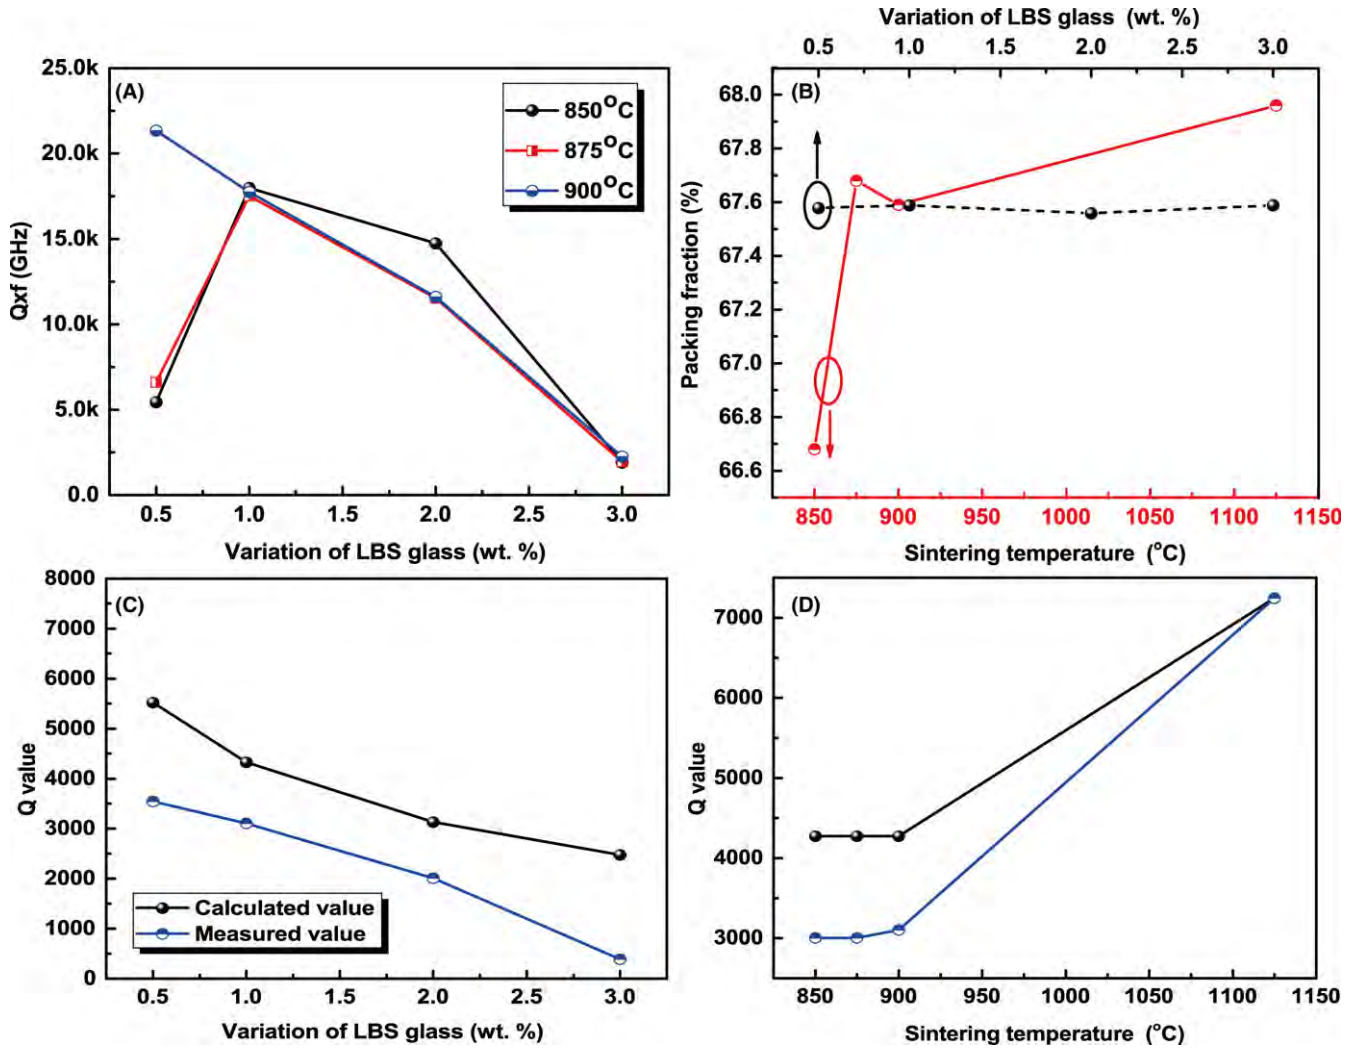 (A)
25.0k
20.0k
15.0k
10.0k
5.0k
0.0
Qxf (GHz)
850°C
875°C
900°C
0.5 1.0 1.5 2.0 2.5 3.0
Variation of LBS glass (wt. %)
Variation of LBS glass (wt. %)
0.5 1.0 1.5 2.0 2.5 3.0
(B)
68.0
67.8
67.6
67.4
67.2
67.0
66.8
66.6
Packing fraction (%)
850 900 950 1000 1050 1100 1150
Sintering temperature (°C)
(C)
8000
7000
6000
5000
4000
3000
2000
1000
0
Q value
Calculated value
Measured value
0.5 1.0 1.5 2.0 2.5 3.0
Variation of LBS glass (wt. %)
(D)
7000
6000
5000
4000
3000
Q value
850 900 950 1000 1050 1100 1150
Sintering temperature (°C)